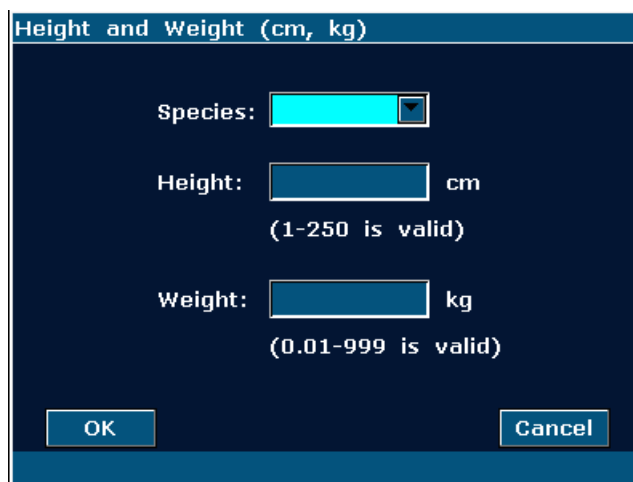 Height and Weight (cm, kg)
Species:
Height: cm
(1-250 is valid)
Weight: kg
(0.01-999 is valid)
OK Cancel